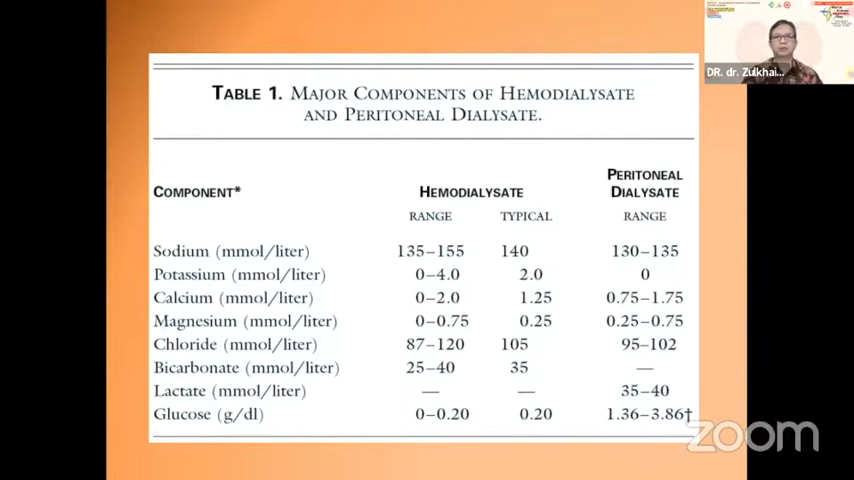 TABLE 1. MAJOR COMPONENTS OF HEMODIALYSATE
AND PERITONEAL DIALYSATE.
COMPONENT* HEMODIALYSATE PERITONEAL DIALYSATE
RANGE TYPICAL RANGE
Sodium (mmol/liter) 135–155 140 130–135
Potassium (mmol/liter) 0–4.0 2.0 0
Calcium (mmol/liter) 0–2.0 1.25 0.75–1.75
Magnesium (mmol/liter) 0–0.75 0.25 0.25–0.75
Chloride (mmol/liter) 87–120 105 95–102
Bicarbonate (mmol/liter) 25–40 35 —
Lactate (mmol/liter) — — 35–40
Glucose (g/dl) 0–0.20 0.20 1.36–3.86†
DR. dr. Zulkhai...
zoom